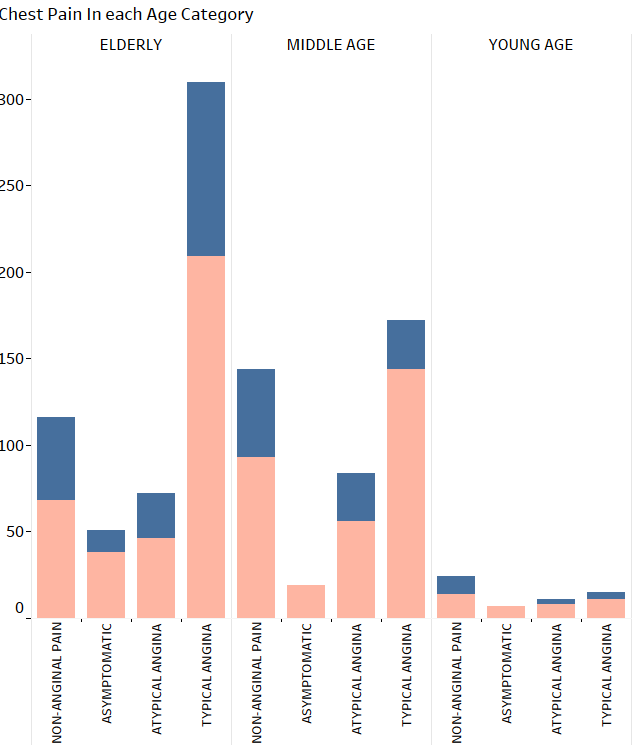 Chest Pain In each Age Category
ELDERLY MIDDLE AGE YOUNG AGE
300
250
200
150
100
50
0
NON-ANGINAL PAIN
ASYMPTOMATIC
ATYPICAL ANGINA
TYPICAL ANGINA
NON-ANGINAL PAIN
ASYMPTOMATIC
ATYPICAL ANGINA
TYPICAL ANGINA
NON-ANGINAL PAIN
ASYMPTOMATIC
ATYPICAL ANGINA
TYPICAL ANGINA